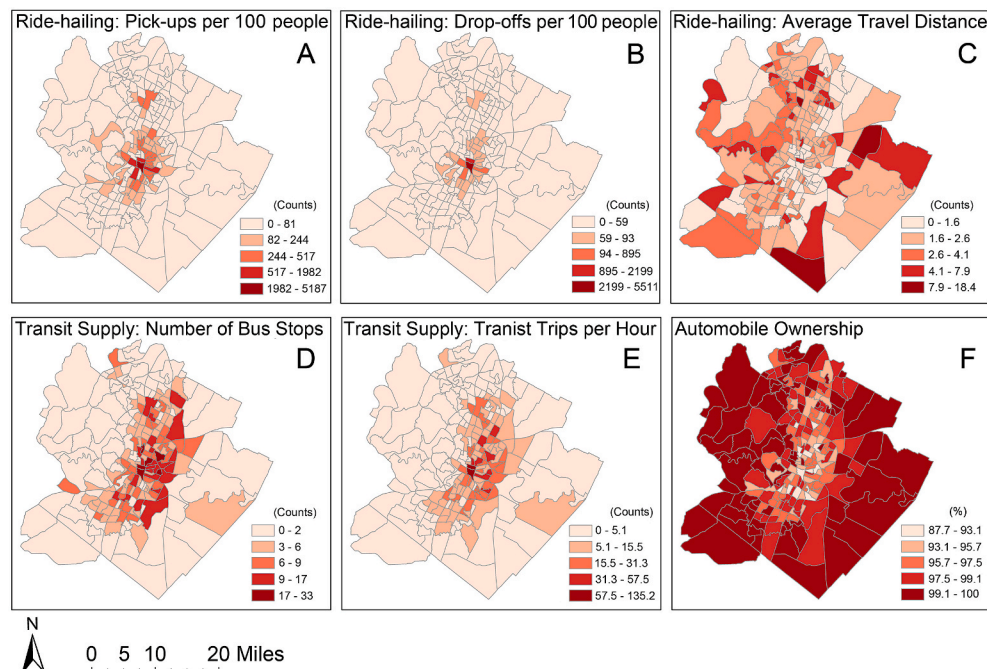 Ride-hailing: Pick-ups per 100 people
A
(Counts)
0 - 81
82 - 244
244 - 517
517 - 1982
1982 - 5187
Ride-hailing: Drop-offs per 100 people
B
(Counts)
0 - 59
59 - 93
94 - 895
895 - 2199
2199 - 5511
Ride-hailing: Average Travel Distance
C
(Counts)
0 - 1.6
1.6 - 2.6
2.6 - 4.1
4.1 - 7.9
7.9 - 18.4
Transit Supply: Number of Bus Stops
D
(Counts)
0 - 2
3 - 6
6 - 9
9 - 17
17 - 33
Transit Supply: Tranist Trips per Hour
E
(Counts)
0 - 5.1
5.1 - 15.5
15.5 - 31.3
31.3 - 57.5
57.5 - 135.2
Automobile Ownership
F
(%)
87.7 - 93.1
93.1 - 95.7
95.7 - 97.5
97.5 - 99.1
99.1 - 100
N
0 5 10 20 Miles